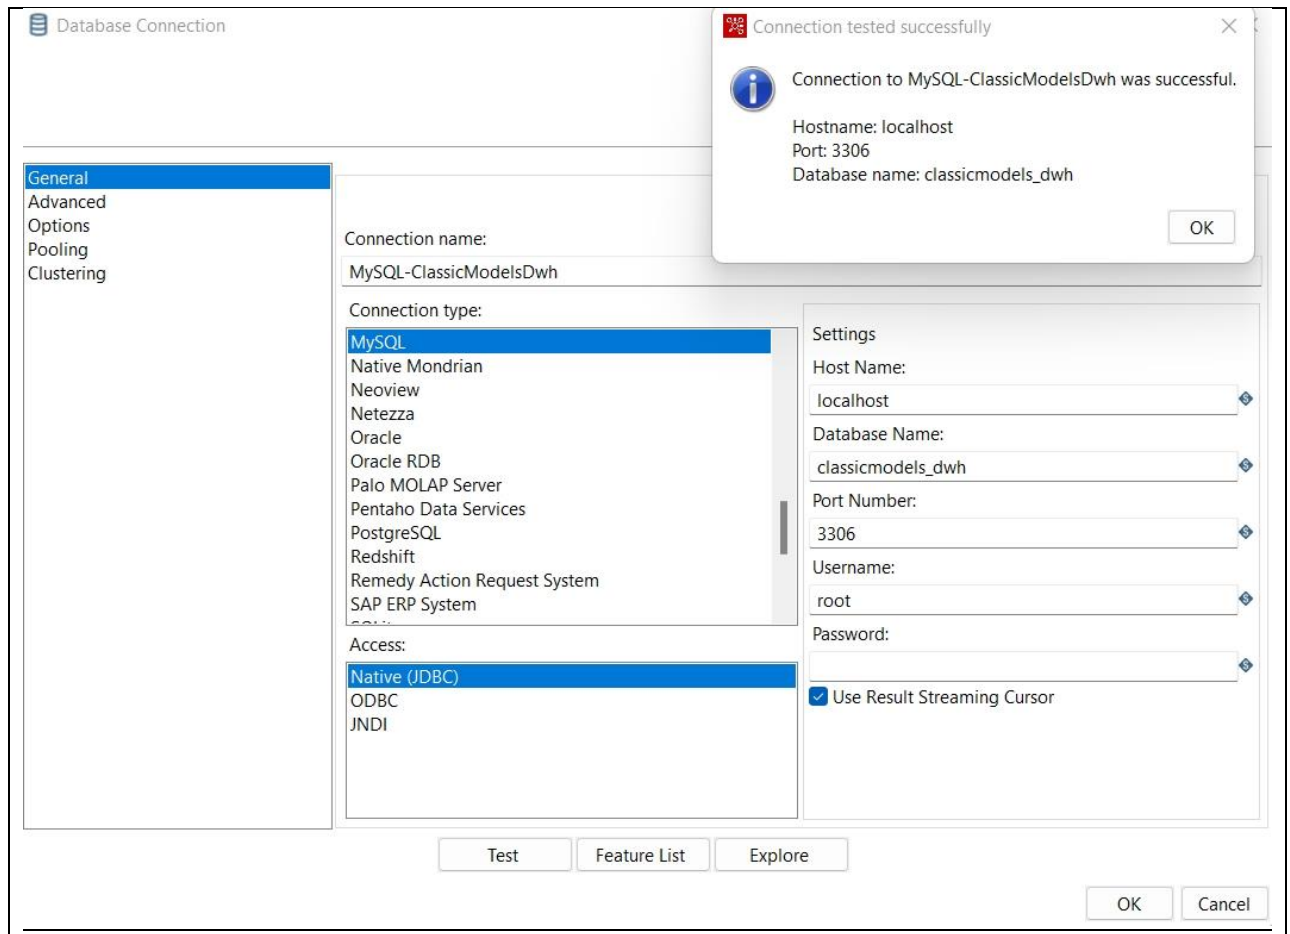 Database Connection
Connection tested successfully
Connection to MySQL-ClassicModelsDwh was successful.
Hostname: localhost
Port: 3306
Database name: classicmodels_dwh
OK
General
Advanced
Options
Pooling
Clustering
Connection name:
MySQL-ClassicModelsDwh
Connection type:
MySQL
Native Mondrian
Neoview
Netezza
Oracle
Oracle RDB
Palo MOLAP Server
Pentaho Data Services
PostgreSQL
Redshift
Remedy Action Request System
SAP ERP System
Access:
Native (JDBC)
ODBC
JNDI
Settings
Host Name:
localhost
Database Name:
classicmodels_dwh
Port Number:
3306
Username:
root
Password:
Use Result Streaming Cursor
Test
Feature List
Explore
OK
Cancel